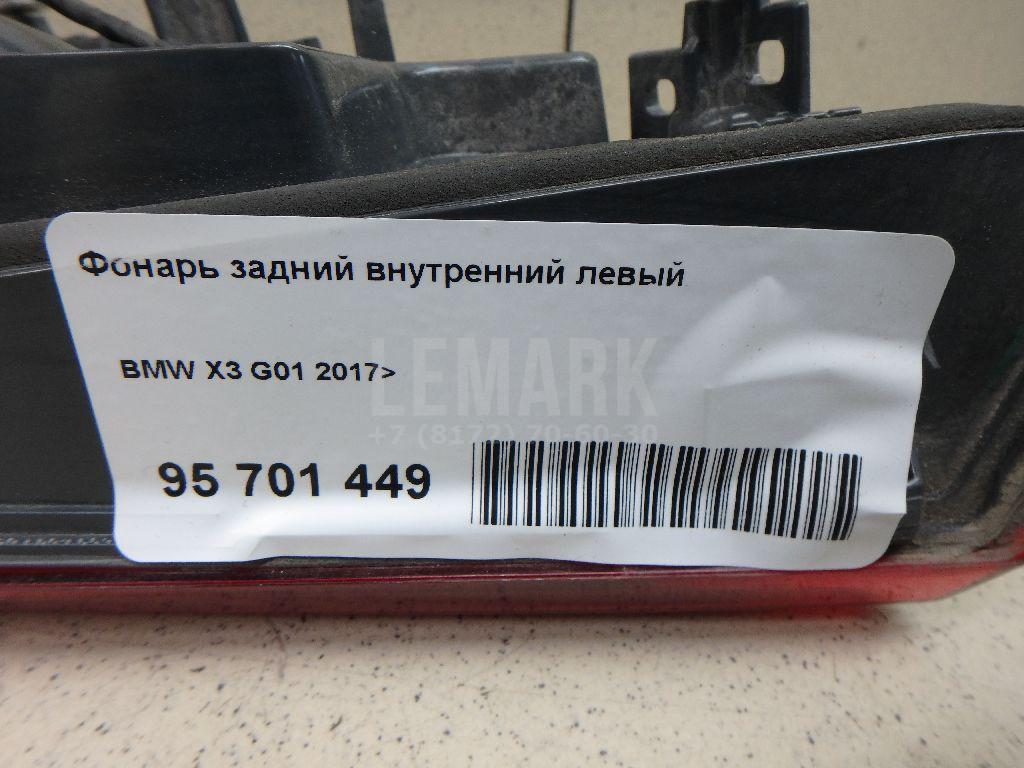 Фонарь задний внутренний левый
BMW X3 G01 2017>
LEMARK
+7 (8172) 70-60-30
95 701 449